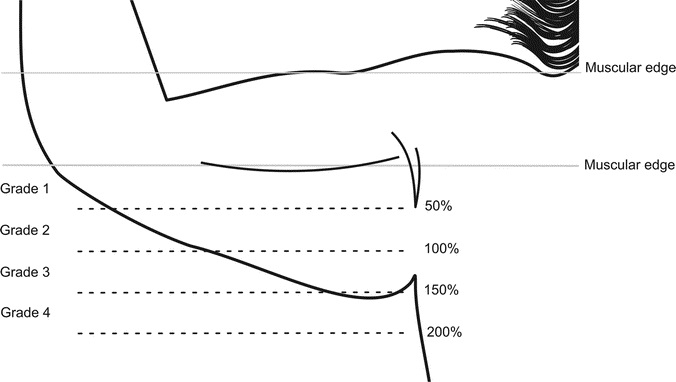 Muscular edge
Muscular edge
Grade 1
50%
Grade 2
100%
Grade 3
150%
Grade 4
200%